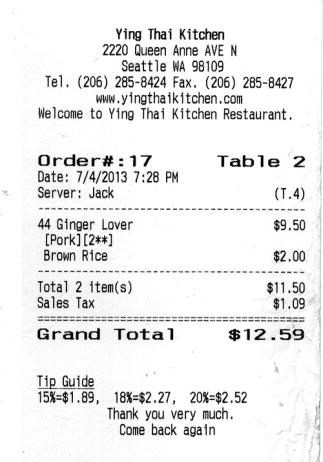 Ying Thai Kitchen
2220 Queen Anne AVE N
Seattle WA 98109
Tel. (206) 285-8424 Fax. (206) 285-8427
www.yingthaikitchen.com
Welcome to Ying Thai Kitchen Restaurant.
Order#:17 Table 2
Date: 7/4/2013 7:28 PM
Server: Jack (T.4)
44 Ginger Lover $9.50
[Pork][2**]
Brown Rice $2.00
Total 2 item(s) $11.50
Sales Tax $1.09
Grand Total $12.59
Tip Guide
15%=$1.89, 18%=$2.27, 20%=$2.52
Thank you very much.
Come back again